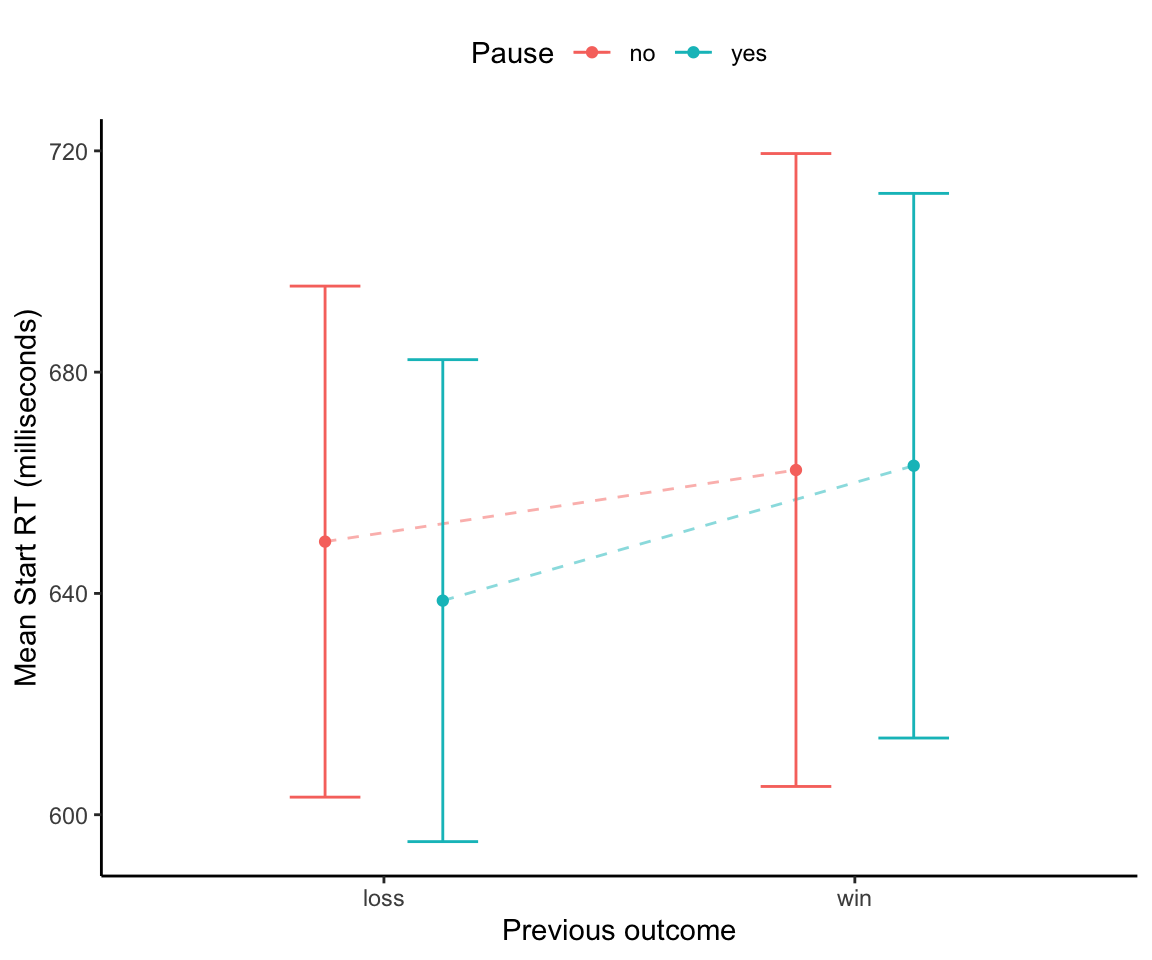 Pause no yes
720
680
640
600
Mean Start RT (milliseconds)
loss win
Previous outcome